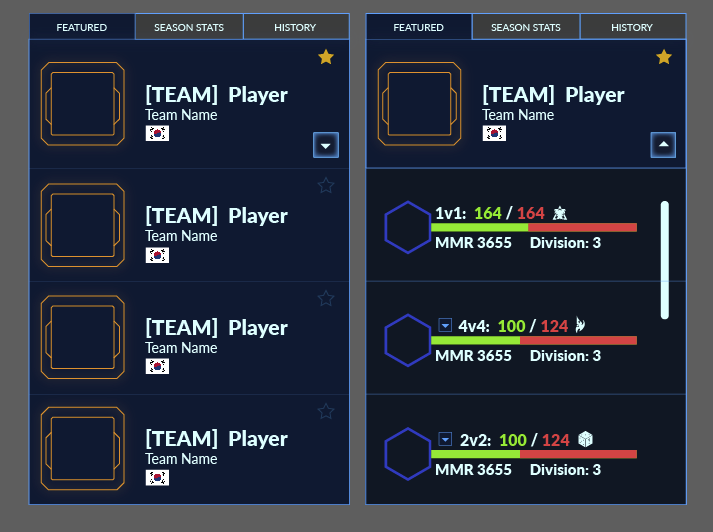 FEATURED SEASON STATS HISTORY
[TEAM] Player
Team Name
[TEAM] Player
Team Name
[TEAM] Player
Team Name
[TEAM] Player
Team Name
FEATURED SEASON STATS HISTORY
[TEAM] Player
Team Name
1v1: 164 / 164
MMR 3655 Division: 3
4v4: 100 / 124
MMR 3655 Division: 3
2v2: 100 / 124
MMR 3655 Division: 3